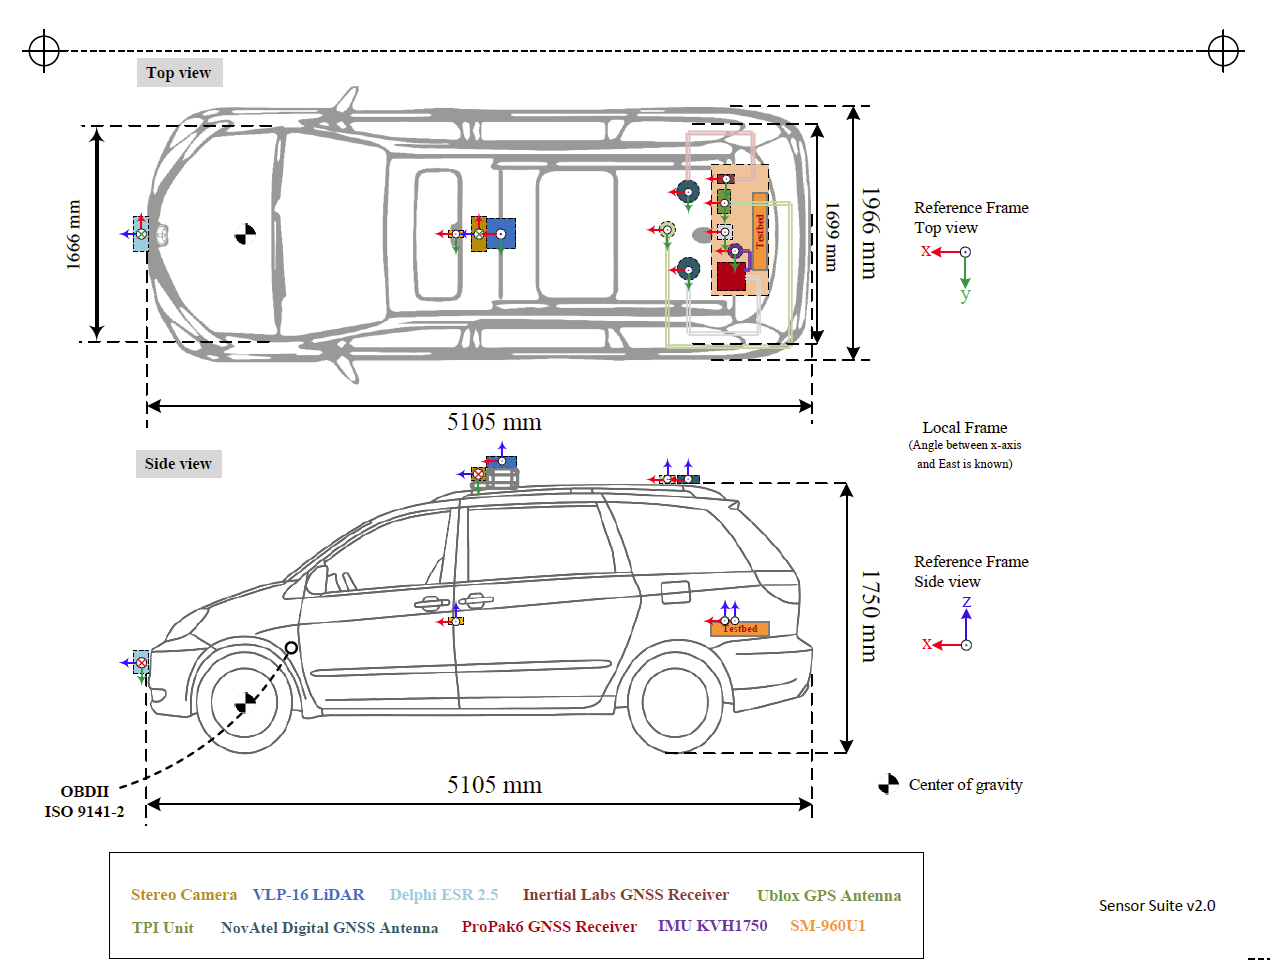 Top view
1666 mm
Testbed
1699 mm
1966 mm
Reference Frame
Top view
x
y
5105 mm
Local Frame
(Angle between x-axis
and East is known)
Side view
Testbed
1750 mm
Reference Frame
Side view
z
x
5105 mm
OBDII
ISO 9141-2
Center of gravity
Stereo Camera VLP-16 LiDAR Delphi ESR 2.5 Inertial Labs GNSS Receiver Ublox GPS Antenna
TPI Unit NovAtel Digital GNSS Antenna ProPak6 GNSS Receiver IMU KVH1750 SM-960U1
Sensor Suite v2.0